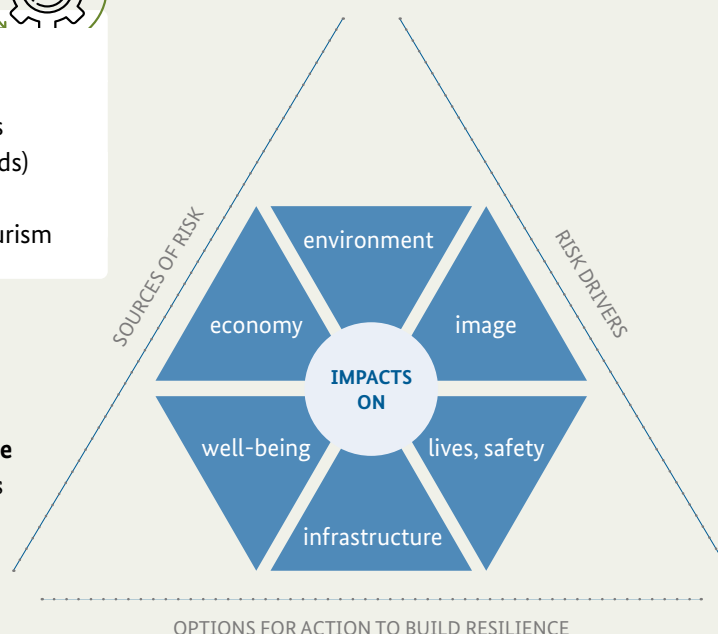 s
ds)
urism
e
s
SOURCES OF RISK
RISK DRIVERS
environment
economy
image
IMPACTS
ON
well-being
lives, safety
infrastructure
OPTIONS FOR ACTION TO BUILD RESILIENCE